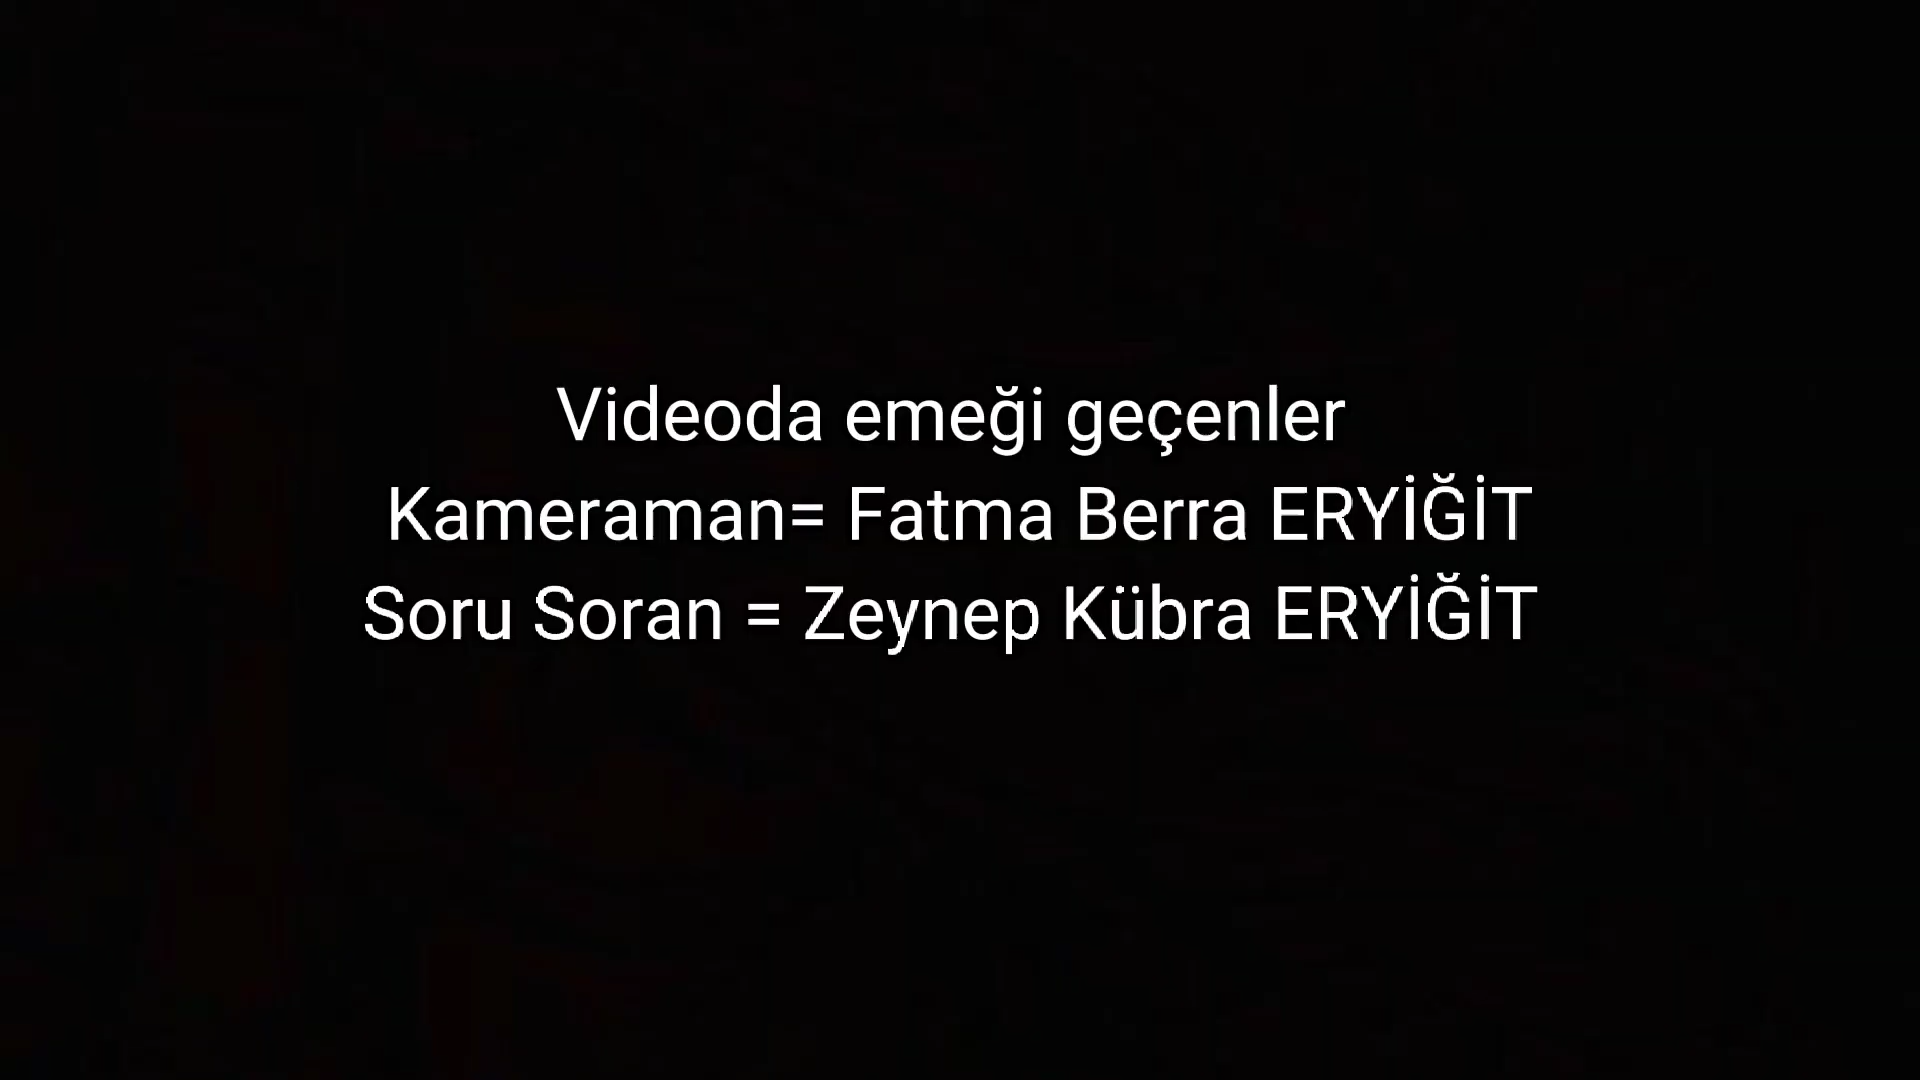 Videoda emeği geçenler
Kameraman= Fatma Berra ERYİĞİT
Soru Soran = Zeynep Kübra ERYİĞİT